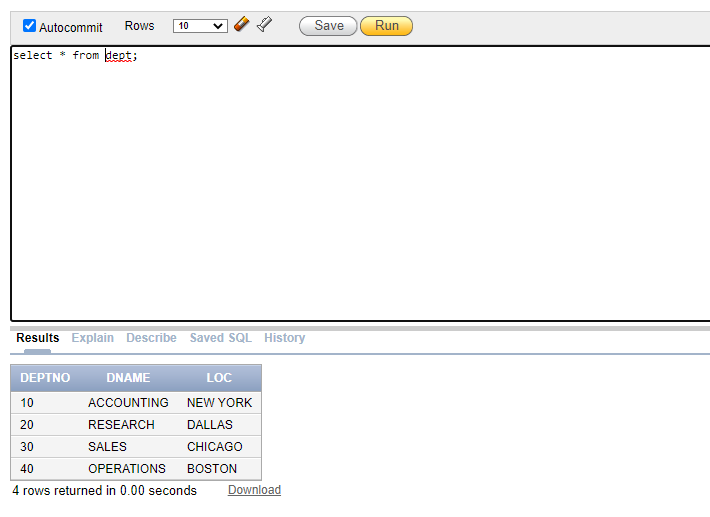 Autocommit Rows 10 Save Run
select * from dept;
Results Explain Describe Saved SQL History
DEPTNO DNAME LOC
10 ACCOUNTING NEW YORK
20 RESEARCH DALLAS
30 SALES CHICAGO
40 OPERATIONS BOSTON
4 rows returned in 0.00 seconds Download